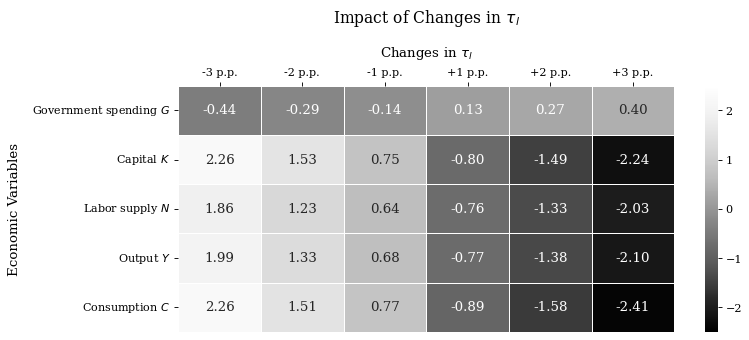 Impact of Changes in τ_l
Changes in τ_l
-3 p.p. -2 p.p. -1 p.p. +1 p.p. +2 p.p. +3 p.p.
Economic Variables
Government spending G -0.44 -0.29 -0.14 0.13 0.27 0.40
Capital K 2.26 1.53 0.75 -0.80 -1.49 -2.24
Labor supply N 1.86 1.23 0.64 -0.76 -1.33 -2.03
Output Y 1.99 1.33 0.68 -0.77 -1.38 -2.10
Consumption C 2.26 1.51 0.77 -0.89 -1.58 -2.41
2
1
0
−1
−2